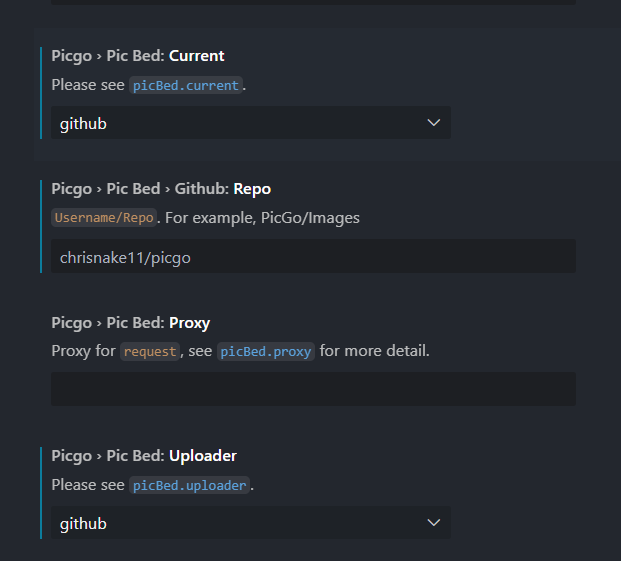 Picgo › Pic Bed: Current
Please see picBed.current.
github
Picgo › Pic Bed › Github: Repo
Username/Repo. For example, PicGo/Images
chrisnake11/picgo
Picgo › Pic Bed: Proxy
Proxy for request, see picBed.proxy for more detail.
Picgo › Pic Bed: Uploader
Please see picBed.uploader.
github